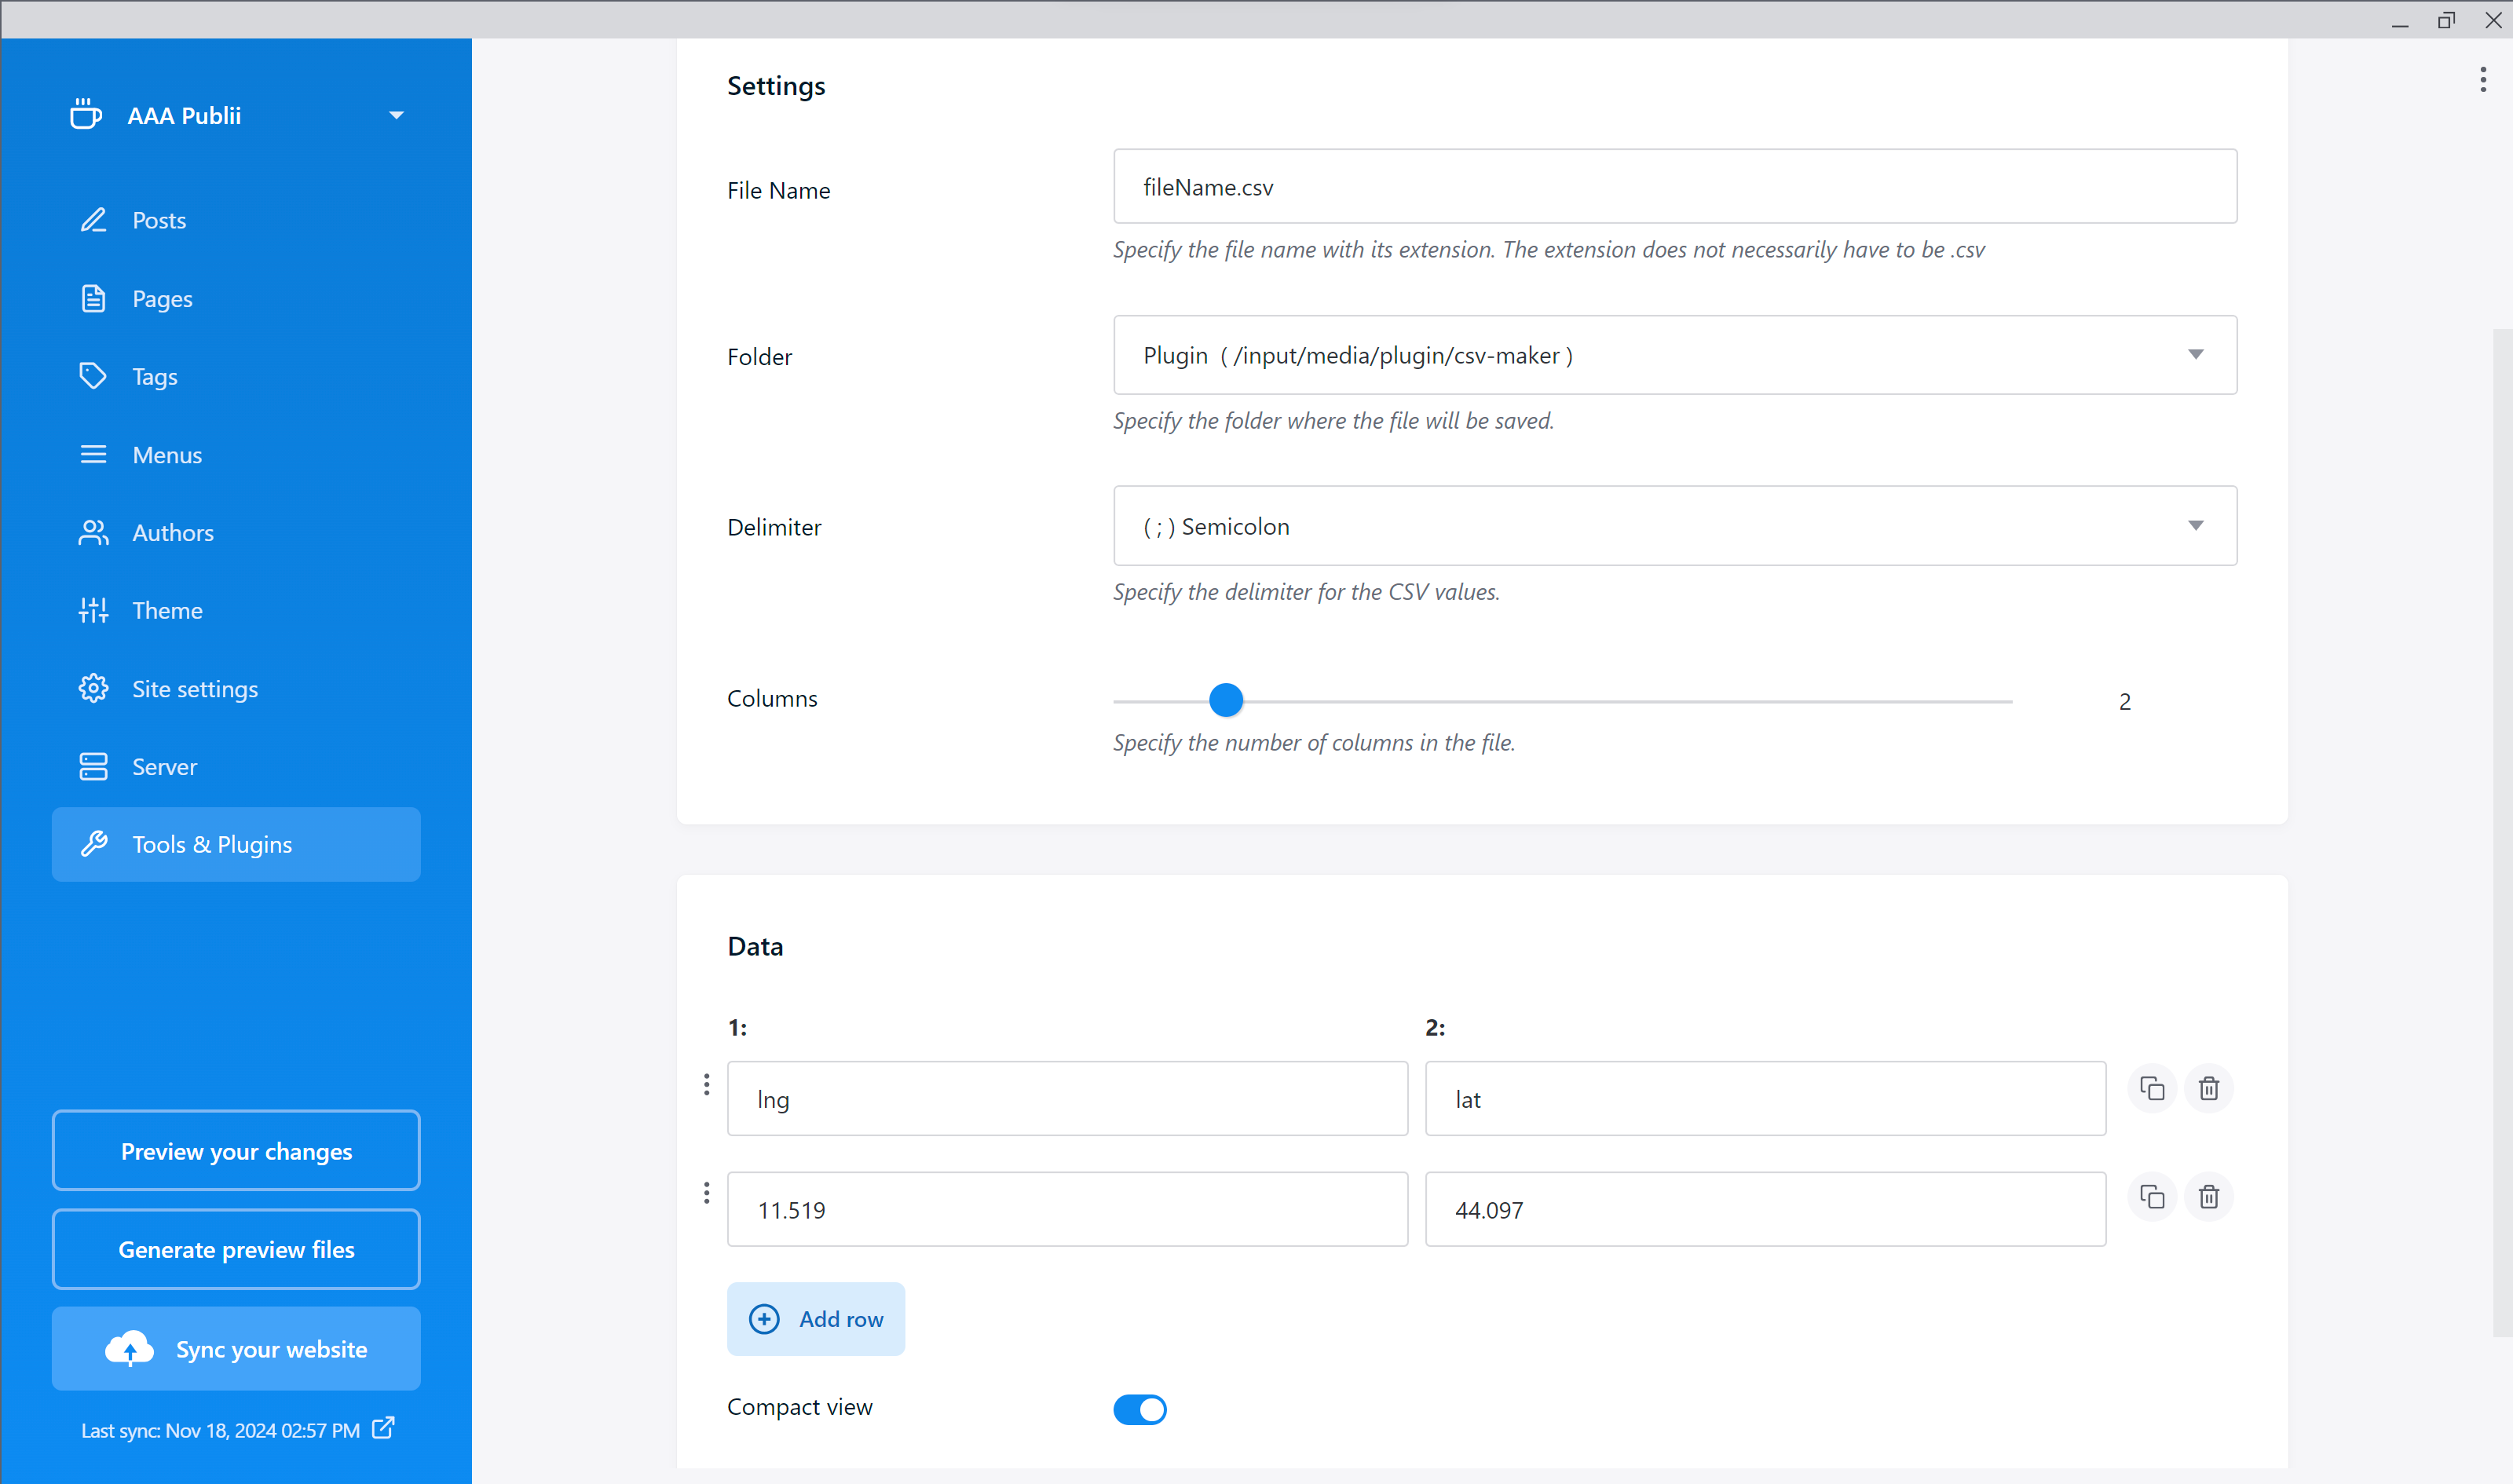 AAA Publii
Posts
Pages
Tags
Menus
Authors
Theme
Site settings
Server
Tools & Plugins
Preview your changes
Generate preview files
Sync your website
Last sync: Nov 18, 2024 02:57 PM
Settings
File Name
fileName.csv
Specify the file name with its extension. The extension does not necessarily have to be .csv
Folder
Plugin ( /input/media/plugin/csv-maker )
Specify the folder where the file will be saved.
Delimiter
( ; ) Semicolon
Specify the delimiter for the CSV values.
Columns
2
Specify the number of columns in the file.
Data
1: 2:
lng lat
11.519 44.097
Add row
Compact view